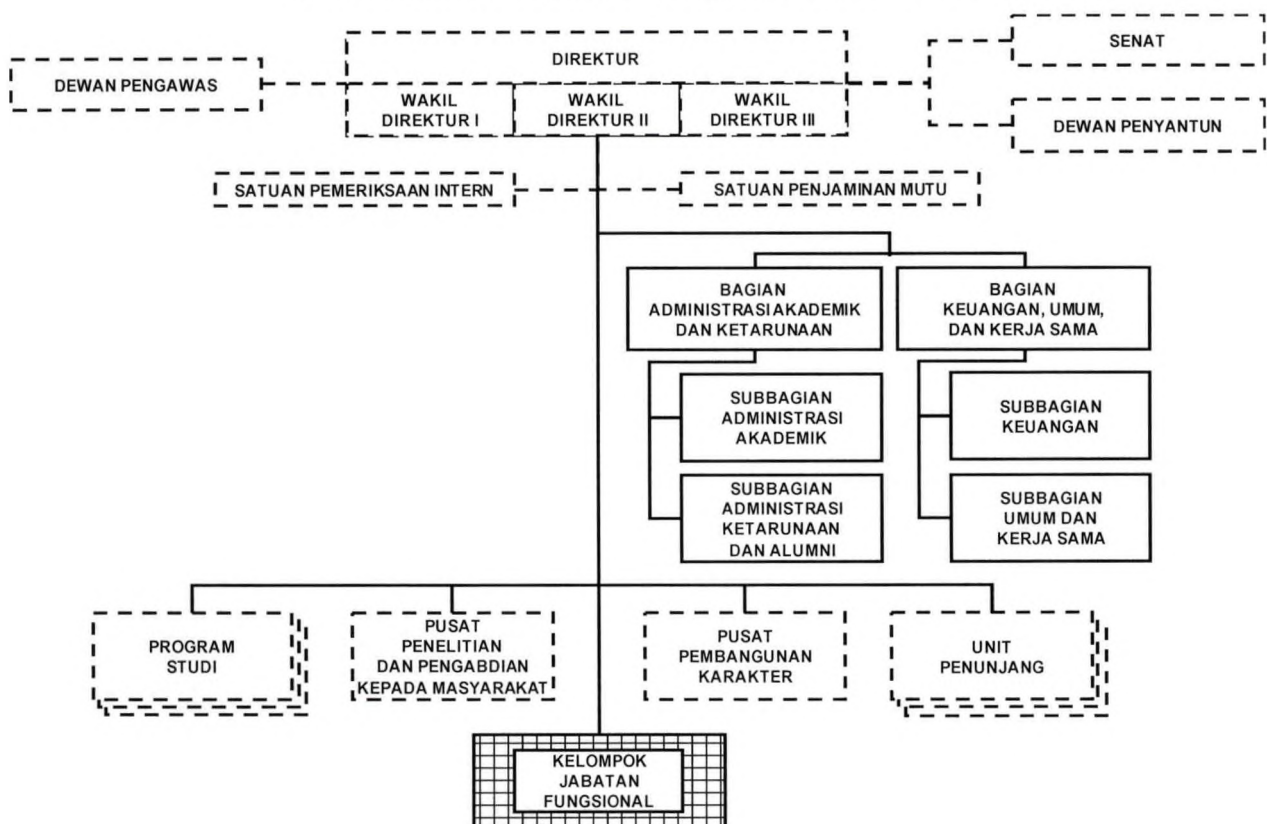 DIREKTUR
SENAT
DEWAN PENGAWAS
WAKIL
DIREKTUR I
WAKIL
DIREKTUR II
WAKIL
DIREKTUR III
DEWAN PENYANTUN
SATUAN PEMERIKSAAN INTERN
SATUAN PENJAMINAN MUTU
BAGIAN
ADMINISTRASI AKADEMIK
DAN KETARUNAAN
BAGIAN
KEUANGAN, UMUM,
DAN KERJA SAMA
SUBBAGIAN
ADMINISTRASI
AKADEMIK
SUBBAGIAN
KEUANGAN
SUBBAGIAN
ADMINISTRASI
KETARUNAAN
DAN ALUMNI
SUBBAGIAN
UMUM DAN
KERJA SAMA
PROGRAM
STUDI
PUSAT
PENELITIAN
DAN PENGABDIAN
KEPADA MASYARAKAT
PUSAT
PEMBANGUNAN
KARAKTER
UNIT
PENUNJANG
KELOMPOK
JABATAN
FUNGSIONAL